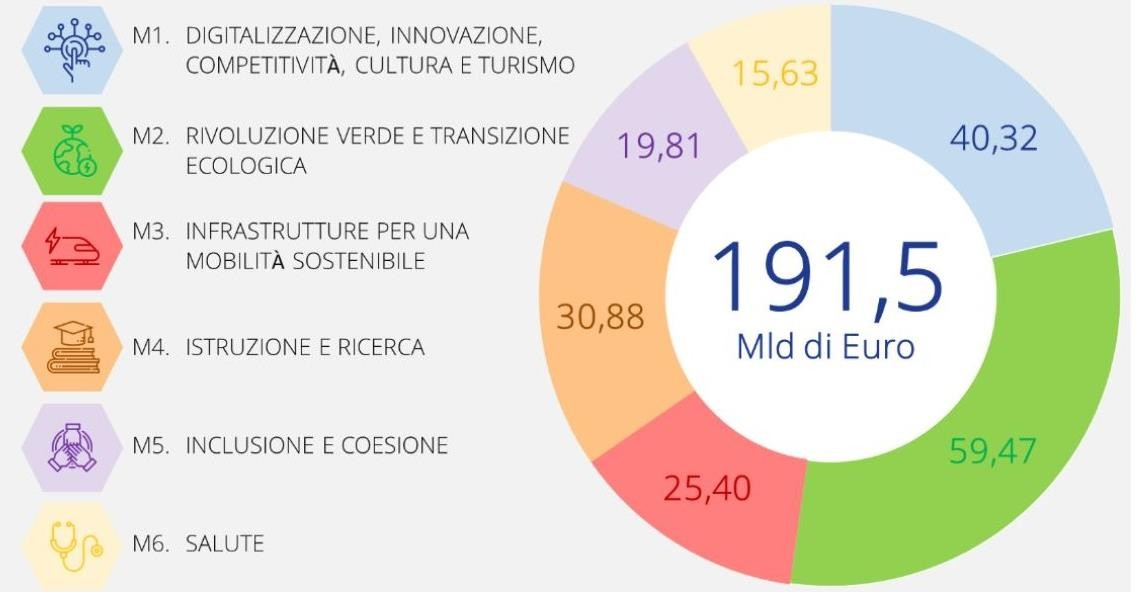 M1. DIGITALIZZAZIONE, INNOVAZIONE,
COMPETITIVITÀ, CULTURA E TURISMO
M2. RIVOLUZIONE VERDE E TRANSIZIONE
ECOLOGICA
M3. INFRASTRUTTURE PER UNA
MOBILITÀ SOSTENIBILE
M4. ISTRUZIONE E RICERCA
M5. INCLUSIONE E COESIONE
M6. SALUTE
15,63
40,32
19,81
191,5
Mld di Euro
30,88
59,47
25,40